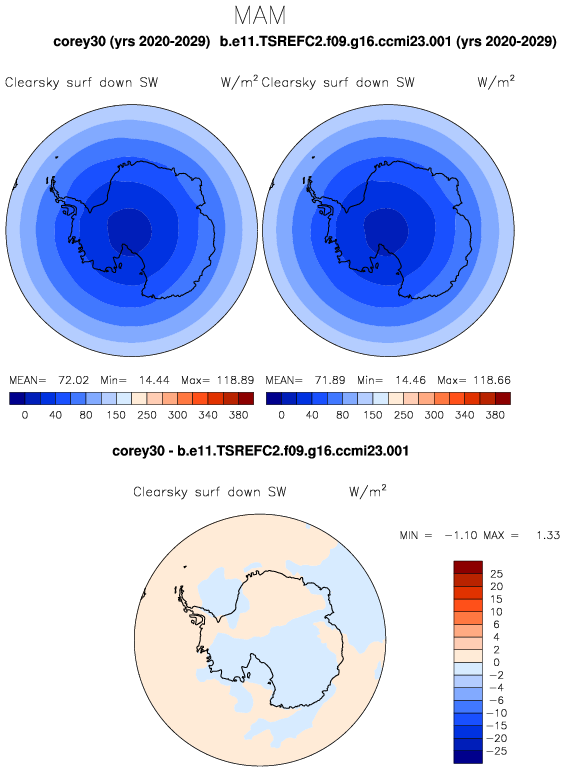 MAM
corey30 (yrs 2020-2029) b.e11.TSREFC2.f09.g16.ccmi23.001 (yrs 2020-2029)
Clearsky surf down SW W/m² Clearsky surf down SW W/m²
MEAN= 72.02 Min= 14.44 Max= 118.89 MEAN= 71.89 Min= 14.46 Max= 118.66
0 40 80 150 250 300 340 380 0 40 80 150 250 300 340 380
corey30 - b.e11.TSREFC2.f09.g16.ccmi23.001
Clearsky surf down SW W/m²
MIN = -1.10 MAX = 1.33
25
20
15
10
6
4
2
0
-2
-4
-6
-10
-15
-20
-25